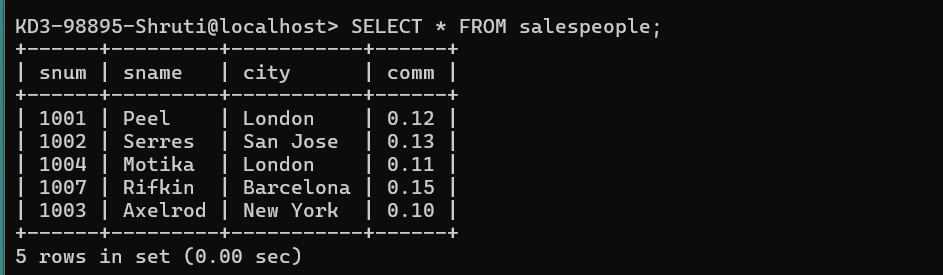 KD3-98895-Shruti@localhost> SELECT * FROM salespeople;
+------+---------+-----------+------+
| snum | sname   | city      | comm |
+------+---------+-----------+------+
| 1001 | Peel    | London    | 0.12 |
| 1002 | Serres  | San Jose  | 0.13 |
| 1004 | Motika  | London    | 0.11 |
| 1007 | Rifkin  | Barcelona | 0.15 |
| 1003 | Axelrod | New York  | 0.10 |
+------+---------+-----------+------+
5 rows in set (0.00 sec)